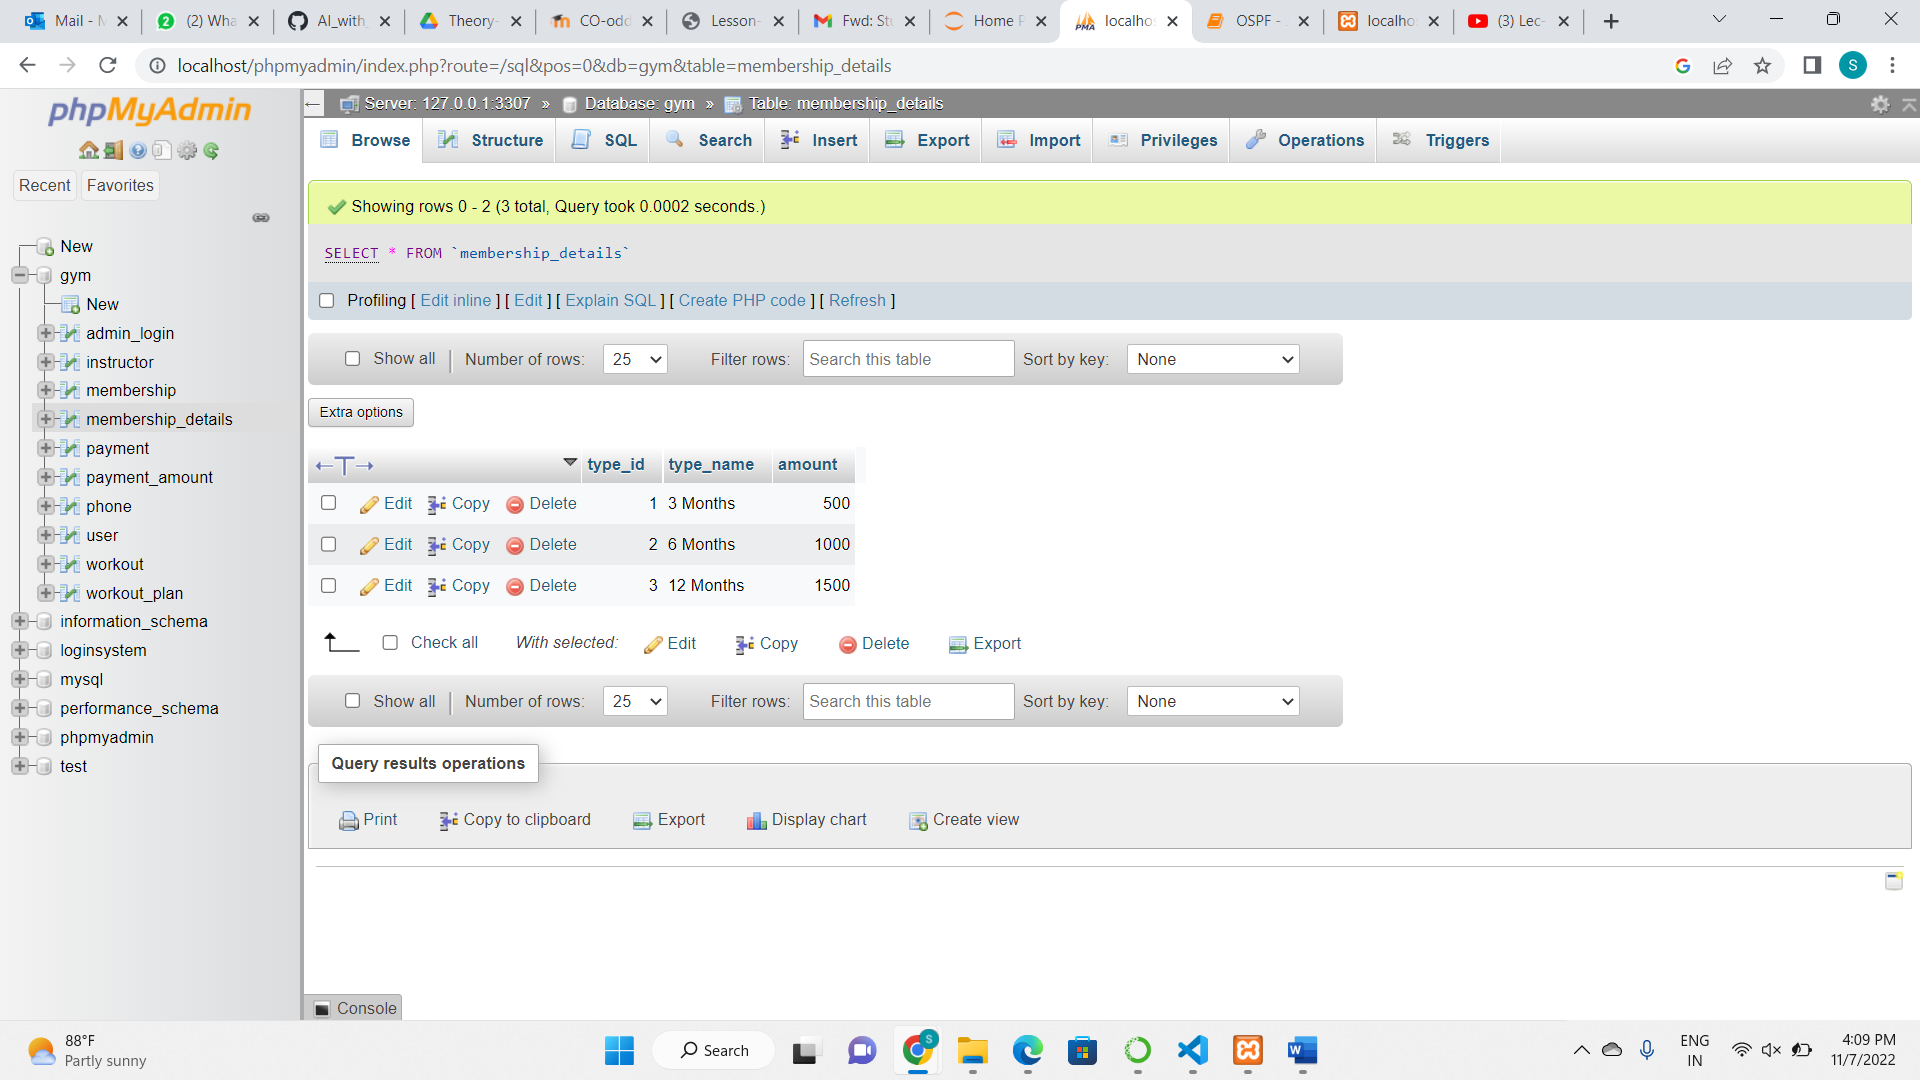 Mail - M
(2) Wha
AI_with_
Theory-
CO-odd
Lesson-
Fwd: Stu
Home P
localhos
OSPF -
localhos
(3) Lec-
localhost/phpmyadmin/index.php?route=/sql&pos=0&db=gym&table=membership_details
S
phpMyAdmin
Recent
Favorites
New
gym
New
admin_login
instructor
membership
membership_details
payment
payment_amount
phone
user
workout
workout_plan
information_schema
loginsystem
mysql
performance_schema
phpmyadmin
test
Server: 127.0.0.1:3307 » Database: gym » Table: membership_details
Browse Structure SQL Search Insert Export Import Privileges Operations Triggers
Showing rows 0 - 2 (3 total, Query took 0.0002 seconds.)
SELECT * FROM `membership_details`
Profiling [ Edit inline ] [ Edit ] [ Explain SQL ] [ Create PHP code ] [ Refresh ]
Show all Number of rows: 25 Filter rows: Search this table Sort by key: None
Extra options
type_id type_name amount
Edit Copy Delete 1 3 Months 500
Edit Copy Delete 2 6 Months 1000
Edit Copy Delete 3 12 Months 1500
Check all With selected: Edit Copy Delete Export
Show all Number of rows: 25 Filter rows: Search this table Sort by key: None
Query results operations
Print Copy to clipboard Export Display chart Create view
Console
88°F
Partly sunny
Search
S
ENG
IN
4:09 PM
11/7/2022